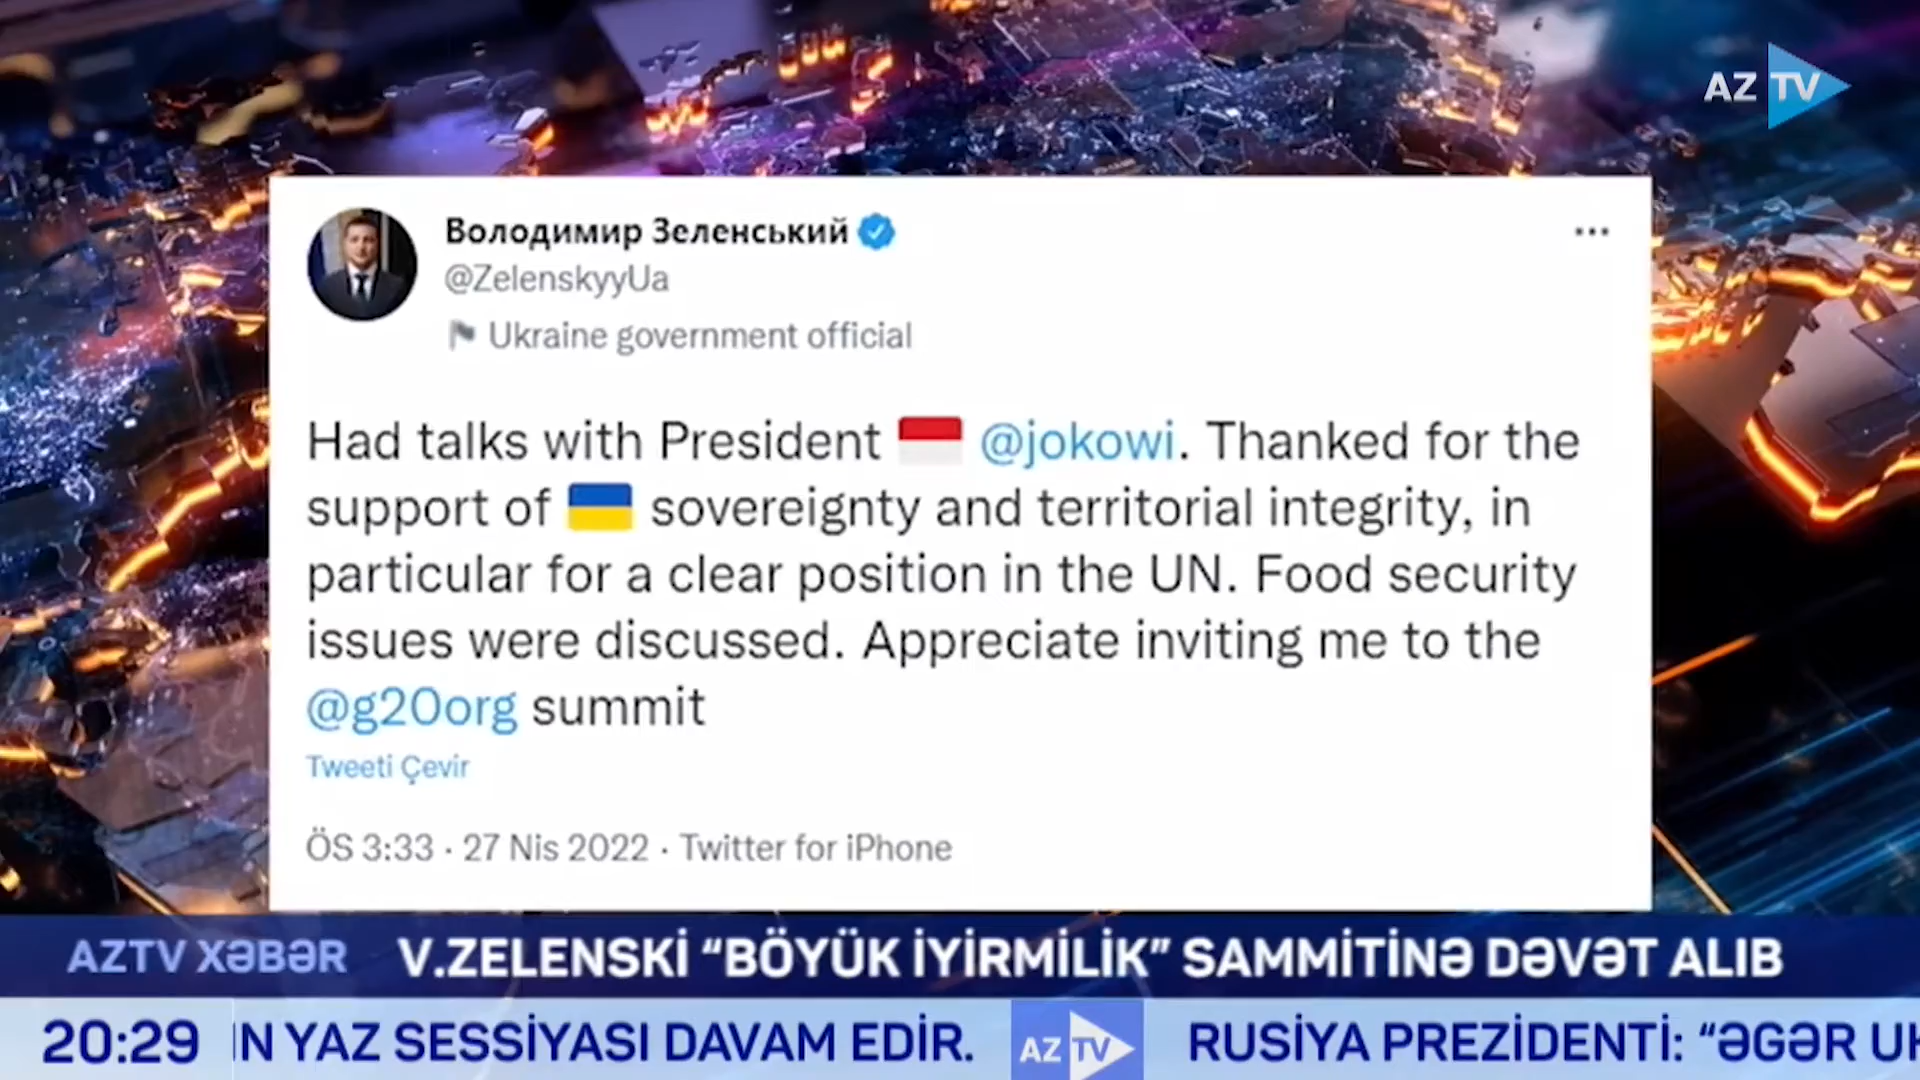 AZ TV
Володимир Зеленський
@ZelenskyyUa
Ukraine government official
Had talks with President @jokowi. Thanked for the
support of sovereignty and territorial integrity, in
particular for a clear position in the UN. Food security
issues were discussed. Appreciate inviting me to the
@g20org summit
Tweeti Çevir
ÖS 3:33 · 27 Nis 2022 · Twitter for iPhone
AZTV XƏBƏR V.ZELENSKİ “BÖYÜK İYİRMİLİK” SAMMİTİNƏ DƏVƏT ALIB
20:29 IN YAZ SESSİYASI DAVAM EDİR. AZ TV RUSİYA PREZİDENTİ: “ƏGƏR